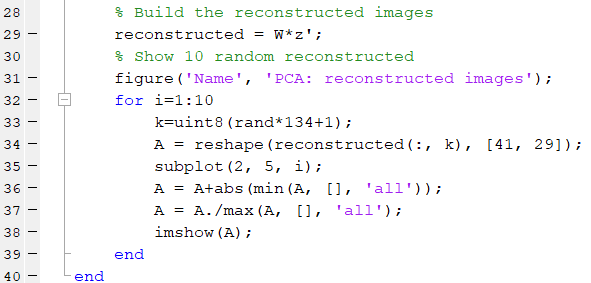 28 % Build the reconstructed images
29 − reconstructed = W*z';
30 % Show 10 random reconstructed
31 − figure('Name', 'PCA: reconstructed images');
32 − for i=1:10
33 − k=uint8(rand*134+1);
34 − A = reshape(reconstructed(:, k), [41, 29]);
35 − subplot(2, 5, i);
36 − A = A+abs(min(A, [], 'all'));
37 − A = A./max(A, [], 'all');
38 − imshow(A);
39 − end
40 − end